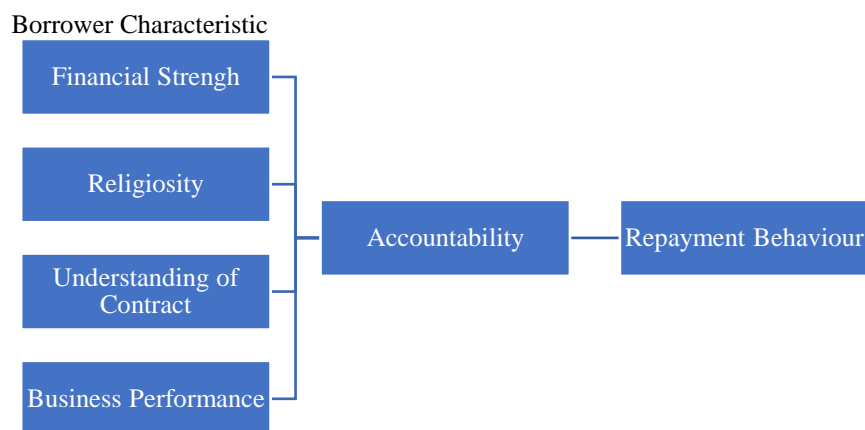 Borrower Characteristic
Financial Strengh
Religiosity
Understanding of
Contract
Business Performance
Accountability
Repayment Behaviour